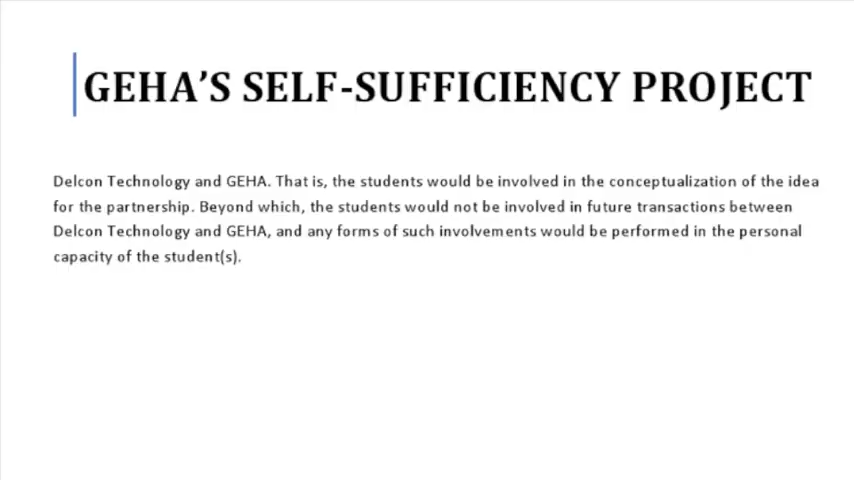 GEHA’S SELF-SUFFICIENCY PROJECT
Delcon Technology and GEHA. That is, the students would be involved in the conceptualization of the idea
for the partnership. Beyond which, the students would not be involved in future transactions between
Delcon Technology and GEHA, and any forms of such involvements would be performed in the personal
capacity of the student(s).